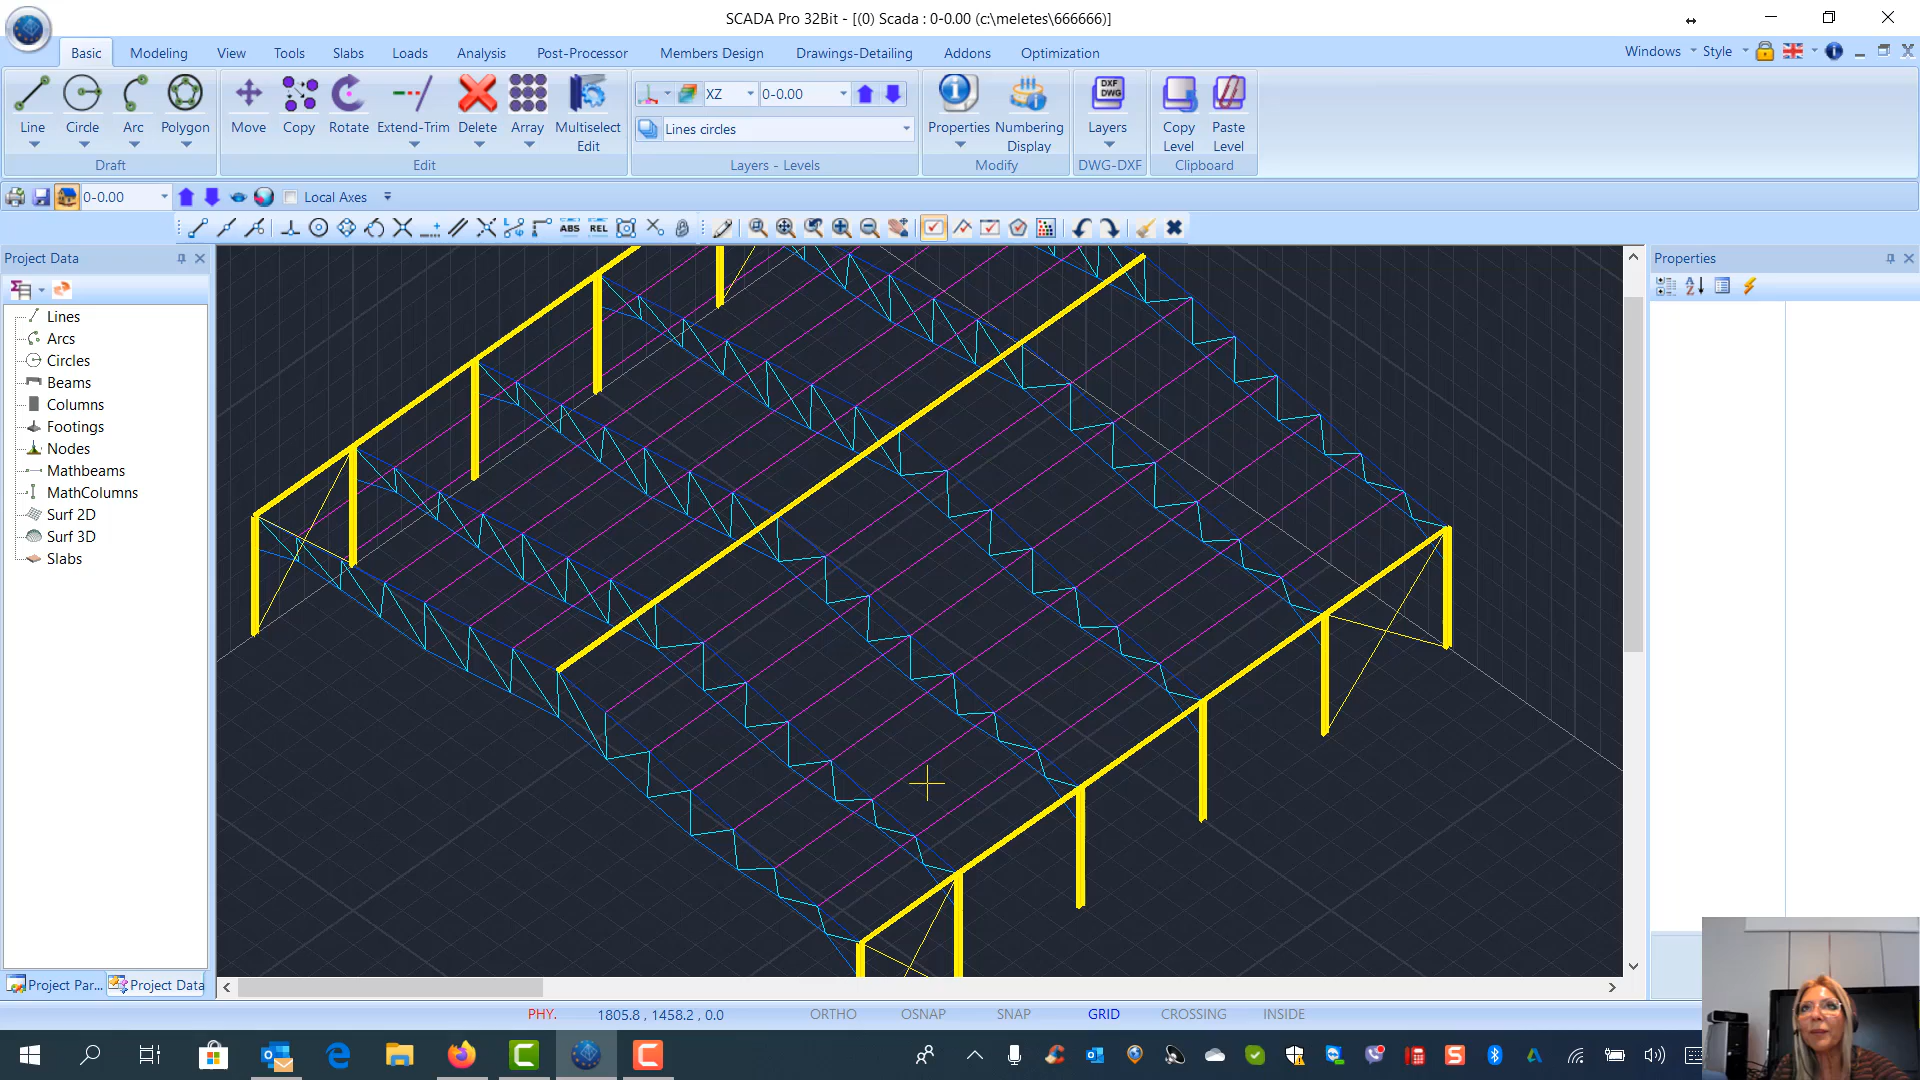 SCADA Pro 32Bit - [(0) Scada : 0-0.00 (c:\meletes\666666)]
Basic Modeling View Tools Slabs Loads Analysis Post-Processor Members Design Drawings-Detailing Addons Optimization Windows Style
XZ 0-0.00
DXF DWG
Line Circle Arc Polygon Move Copy Rotate Extend-Trim Delete Array Multiselect Edit Lines circles Properties Numbering Display Layers Copy Level Paste Level
Draft Edit Layers - Levels Modify DWG-DXF Clipboard
0-0.00 Local Axes
ABS REL
Project Data
Properties
Lines
Arcs
Circles
Beams
Columns
Footings
Nodes
Mathbeams
MathColumns
Surf 2D
Surf 3D
Slabs
Project Par... Project Data
PHY. 1805.8 , 1458.2 , 0.0 ORTHO OSNAP SNAP GRID CROSSING INSIDE